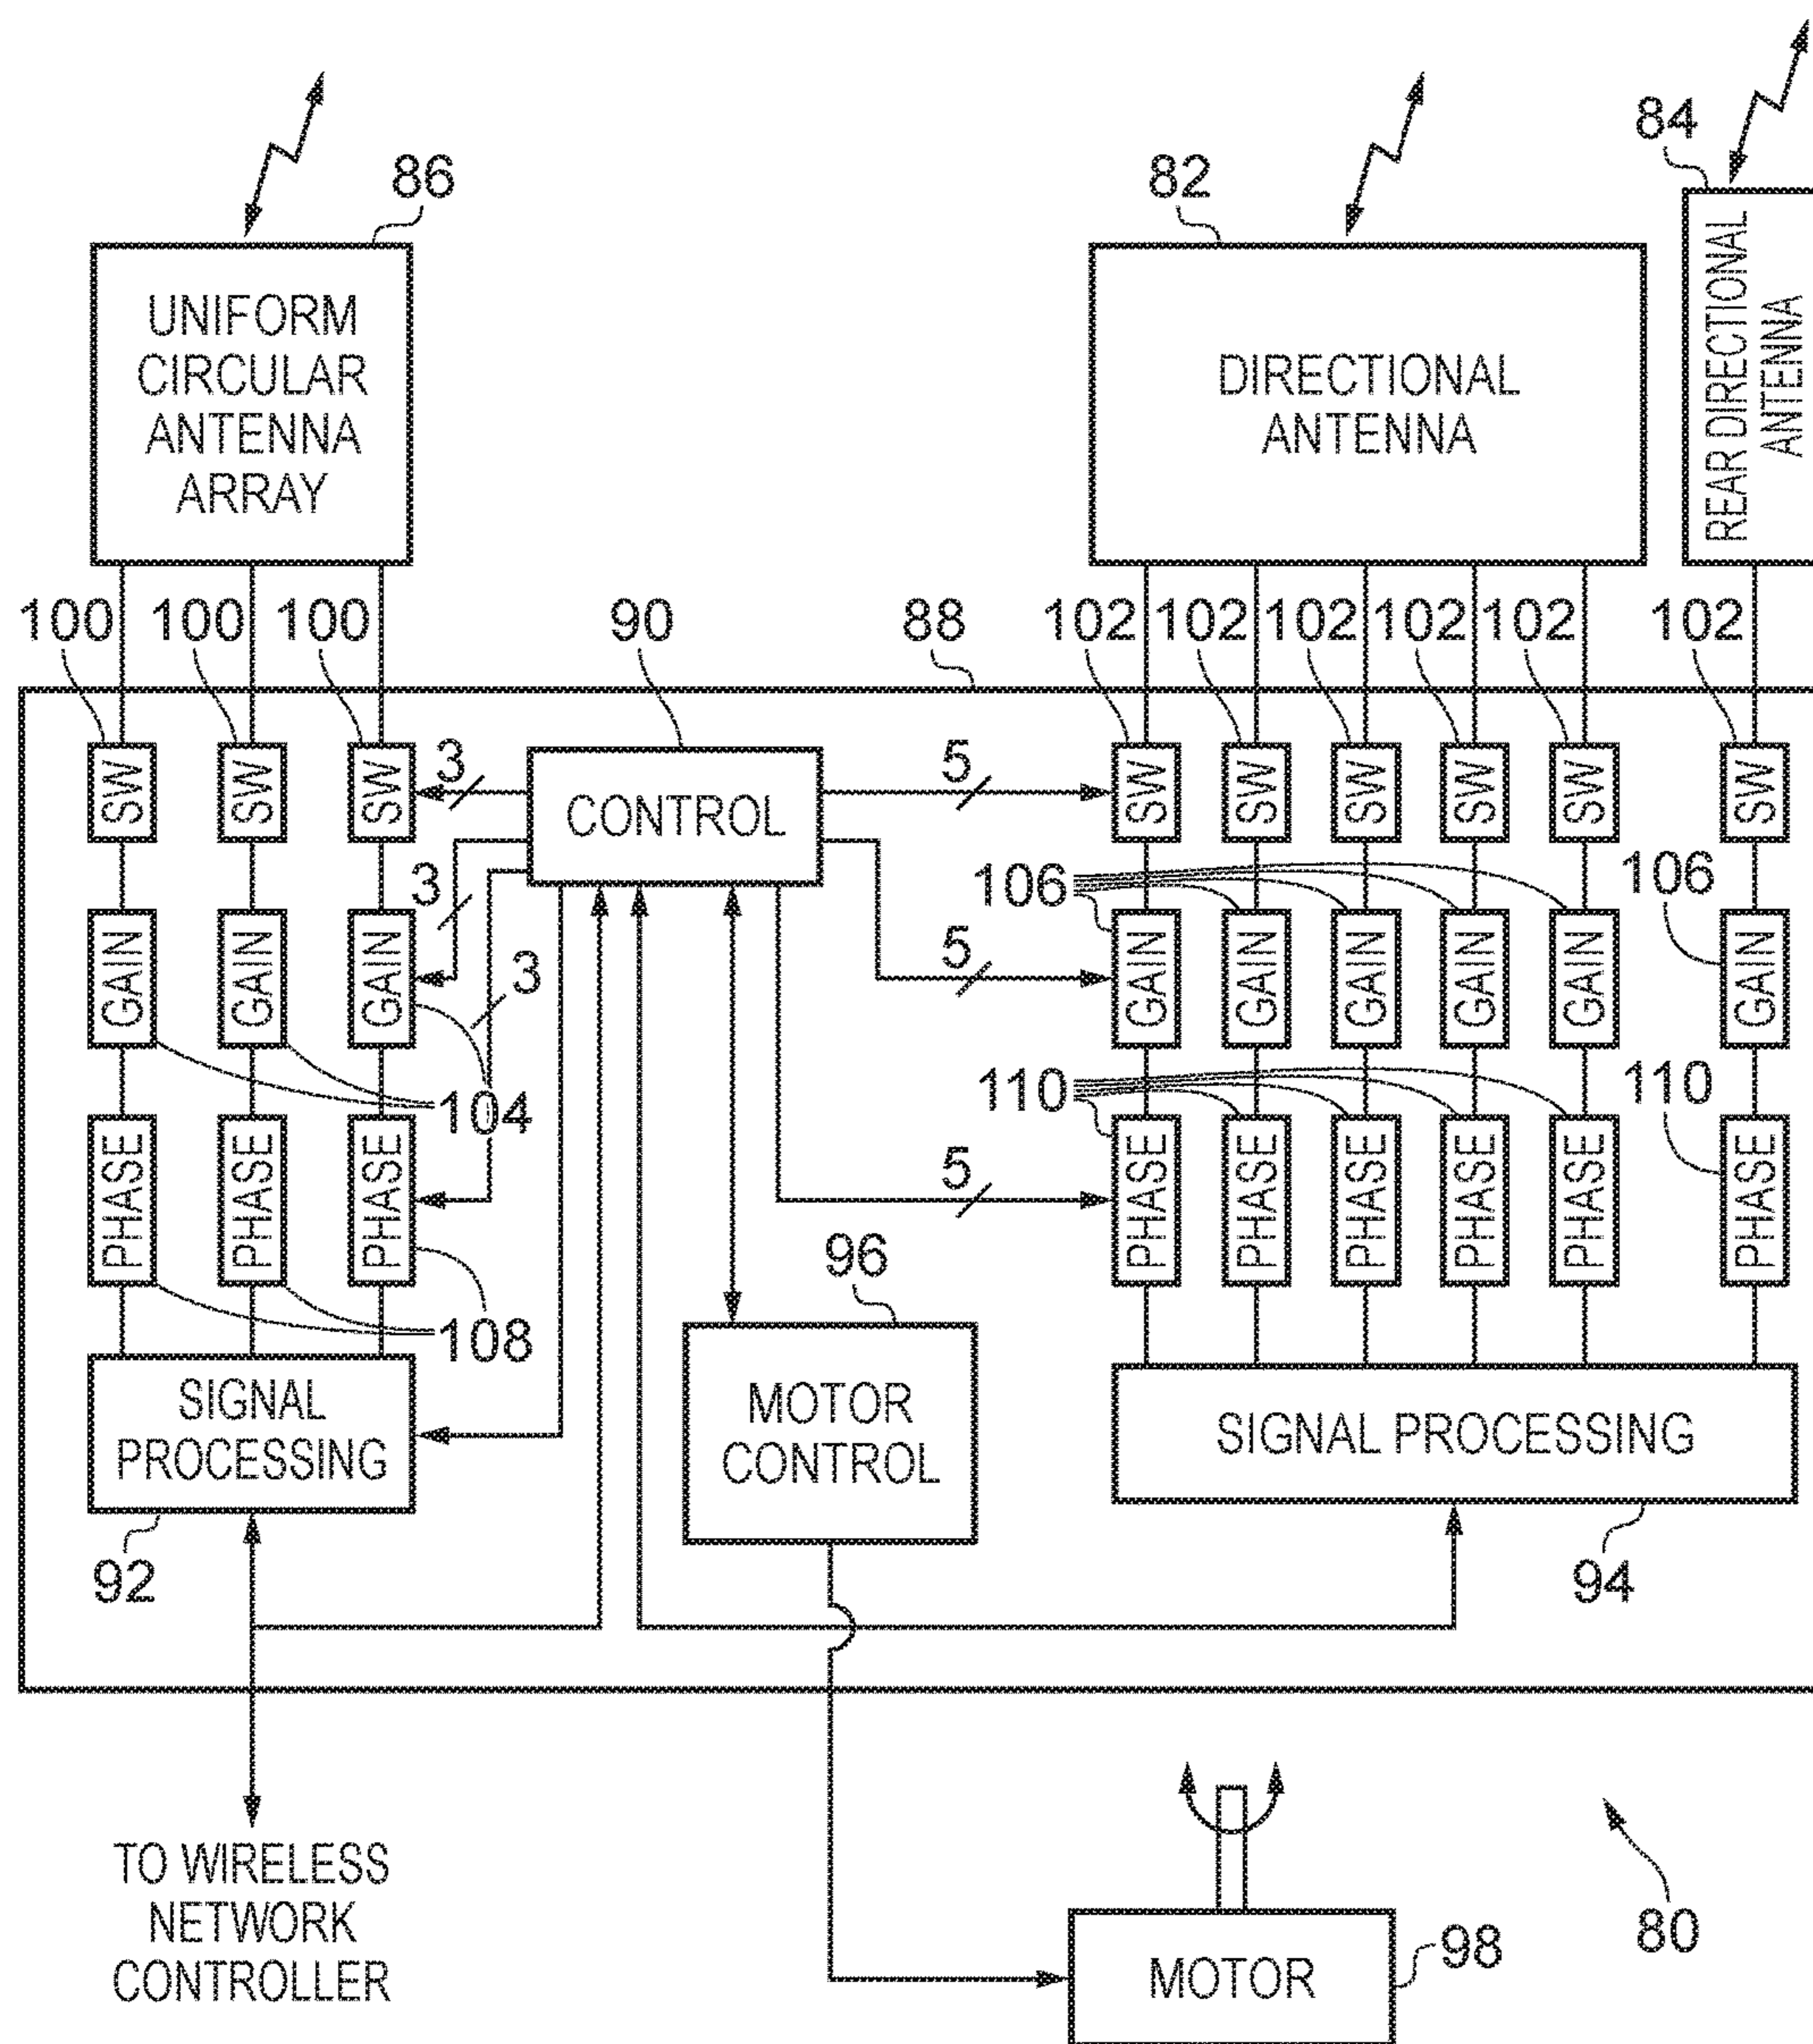 84
86
82
UNIFORM
CIRCULAR
ANTENNA
ARRAY
DIRECTIONAL
ANTENNA
REAR DIRECTIONAL
ANTENNA
100
100
100
90
88
102
102
102
102
102
102
SW
SW
SW
3
CONTROL
5
SW
SW
SW
SW
SW
SW
3
106
106
GAIN
GAIN
GAIN
3
5
GAIN
GAIN
GAIN
GAIN
GAIN
GAIN
104
110
110
PHASE
PHASE
PHASE
5
PHASE
PHASE
PHASE
PHASE
PHASE
PHASE
96
108
SIGNAL
PROCESSING
MOTOR
CONTROL
SIGNAL PROCESSING
92
94
TO WIRELESS
NETWORK
CONTROLLER
80
MOTOR
98